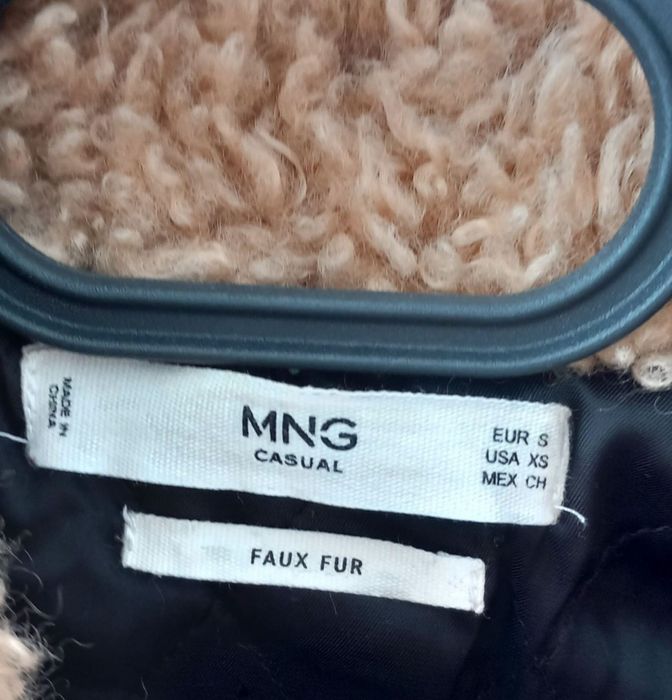 MADE IN
CHINA
MNG
CASUAL
EUR S
USA XS
MEX CH
FAUX FUR